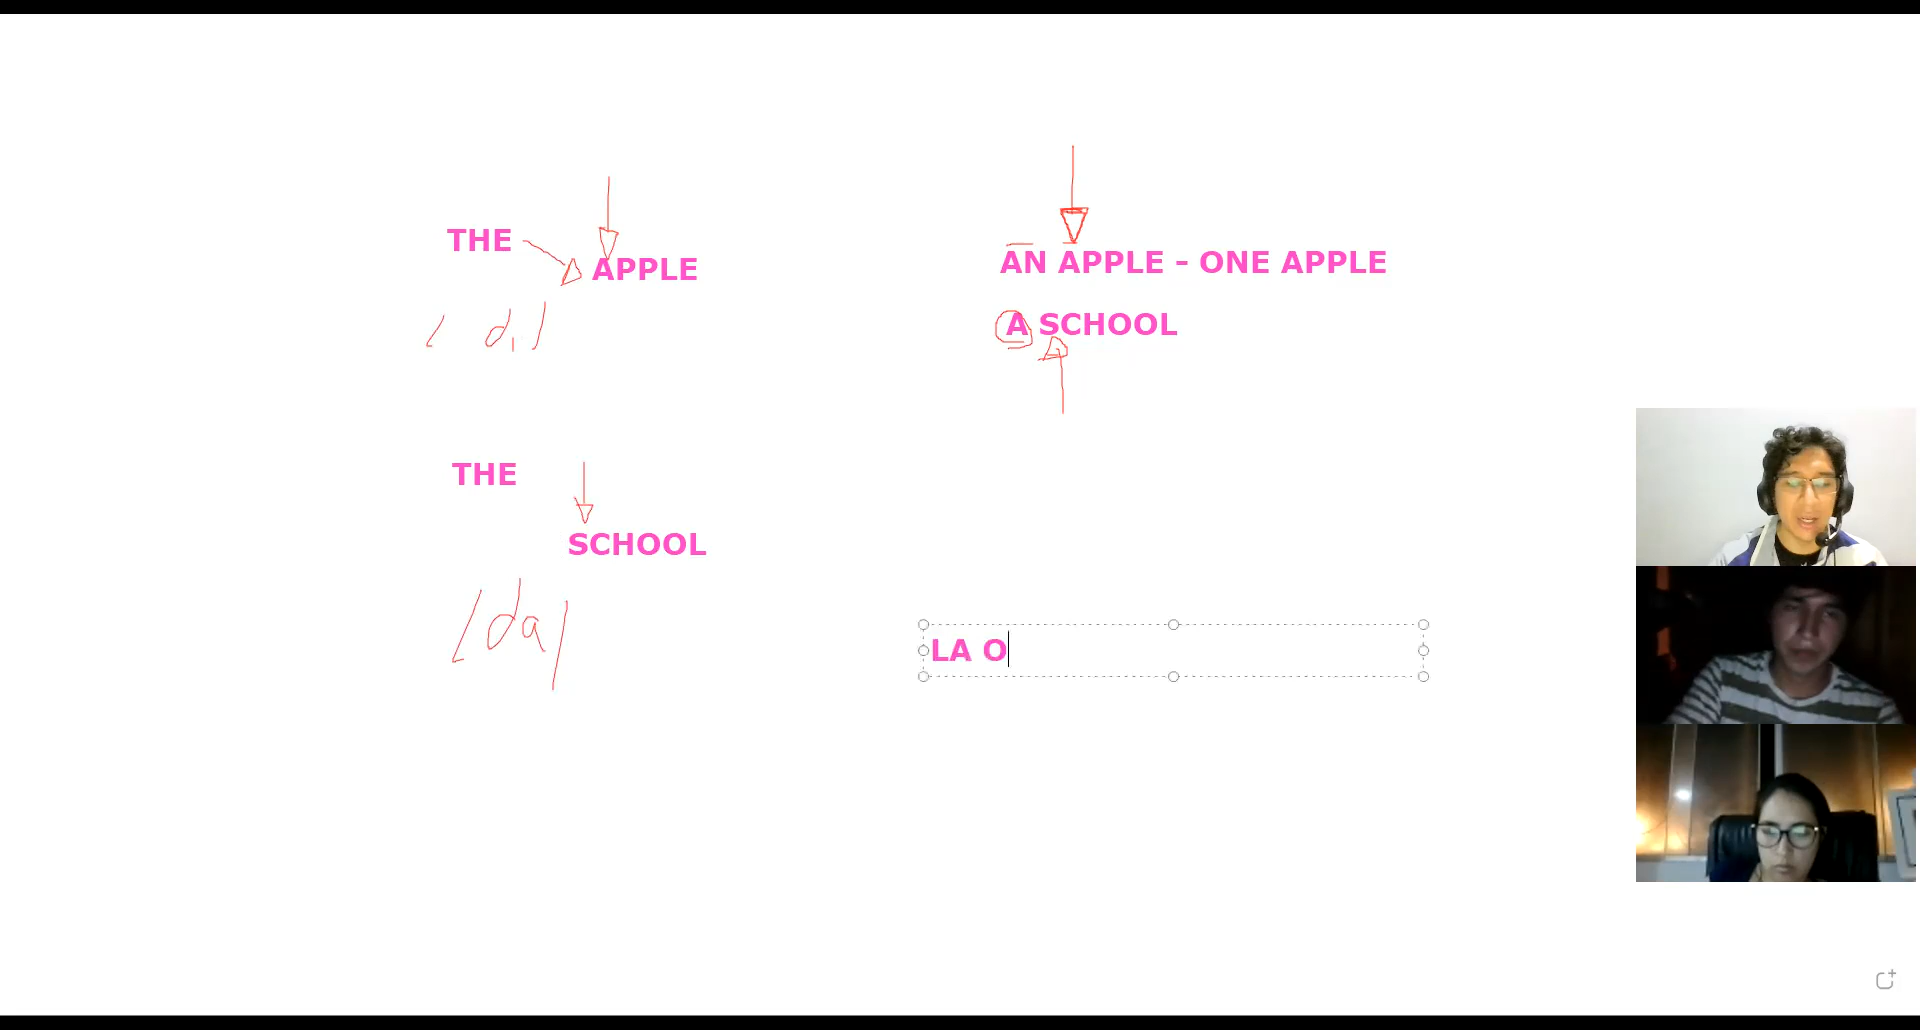 THE
APPLE
/ di /
THE
SCHOOL
/da/
AN APPLE – ONE APPLE
A SCHOOL
LA O